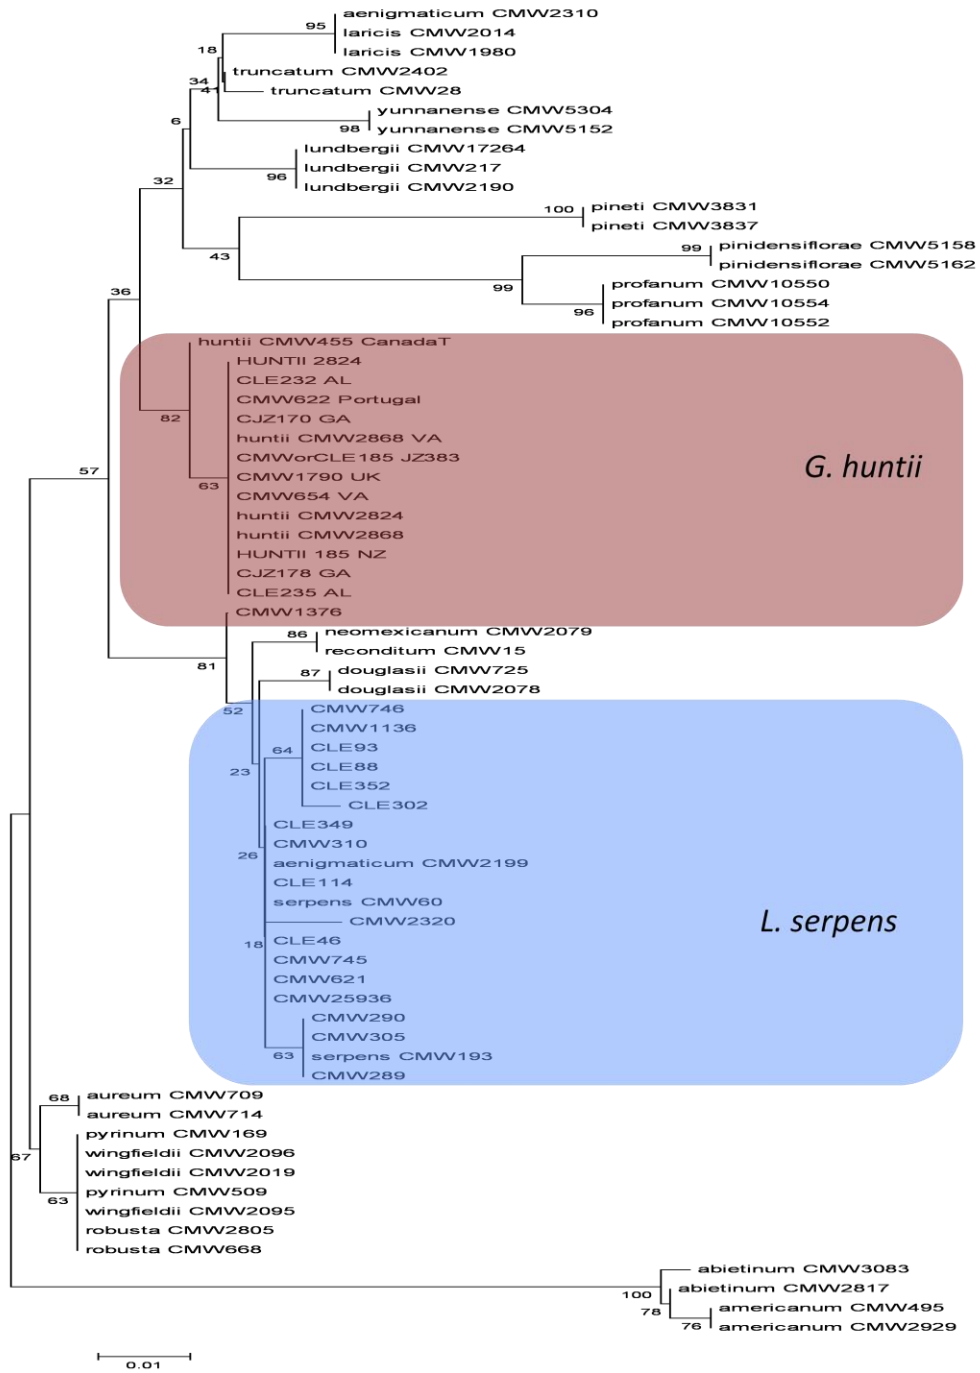 aenigmaticum CMW2310
95
laricis CMW2014
18
laricis CMW1980
truncatum CMW2402
34
41
truncatum CMW28
yunnanense CMW5304
6
98
yunnanense CMW5152
lundbergii CMW17264
lundbergii CMW217
96
32
lundbergii CMW2190
100
pineti CMW3831
pineti CMW3837
99
pinidensiflorae CMW5158
43
pinidensiflorae CMW5162
99
profanum CMW10550
36
profanum CMW10554
96
profanum CMW10552
huntii CMW455 CanadaT
HUNTII 2824
CLE232 AL
CMW622 Portugal
82
CJZ170 GA
huntii CMW2868 VA
CMWorCLE185 JZ383
G. huntii
57
CMW1790 UK
63
CMW654 VA
huntii CMW2824
huntii CMW2868
HUNTII 185 NZ
CJZ178 GA
CLE235 AL
CMW1376
86
neomexicanum CMW2079
reconditum CMW15
81
87
douglasii CMW725
douglasii CMW2078
52
CMW746
CMW1136
64
CLE93
23
CLE88
CLE352
CLE302
CLE349
CMW310
26
aenigmaticum CMW2199
CLE114
serpens CMW60
CMW2320
L. serpens
18
CLE46
CMW745
CMW621
CMW25936
CMW290
CMW305
63
serpens CMW193
CMW289
68
aureum CMW709
aureum CMW714
pyrinum CMW169
67
wingfieldii CMW2096
wingfieldii CMW2019
63
pyrinum CMW509
wingfieldii CMW2095
robusta CMW2805
robusta CMW668
abietinum CMW3083
100
abietinum CMW2817
78
americanum CMW495
76
americanum CMW2929
0.01